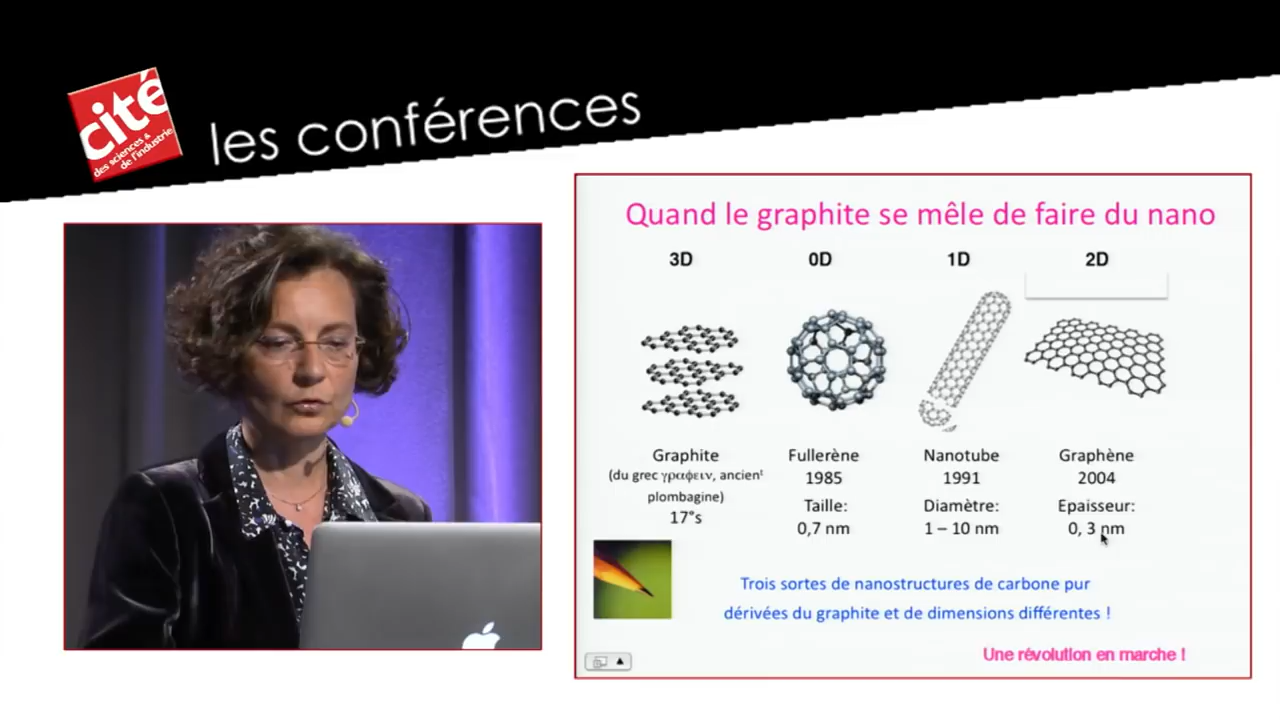 cité
des sciences &
de l'industrie
les conférences
Quand le graphite se mêle de faire du nano
3D 0D 1D 2D
Graphite Fullerène Nanotube Graphène
(du grec γραφειν, ancienᵗ 1985 1991 2004
plombagine) Taille: Diamètre: Epaisseur:
17°s 0,7 nm 1 – 10 nm 0, 3 nm
Trois sortes de nanostructures de carbone pur
dérivées du graphite et de dimensions différentes !
Une révolution en marche !